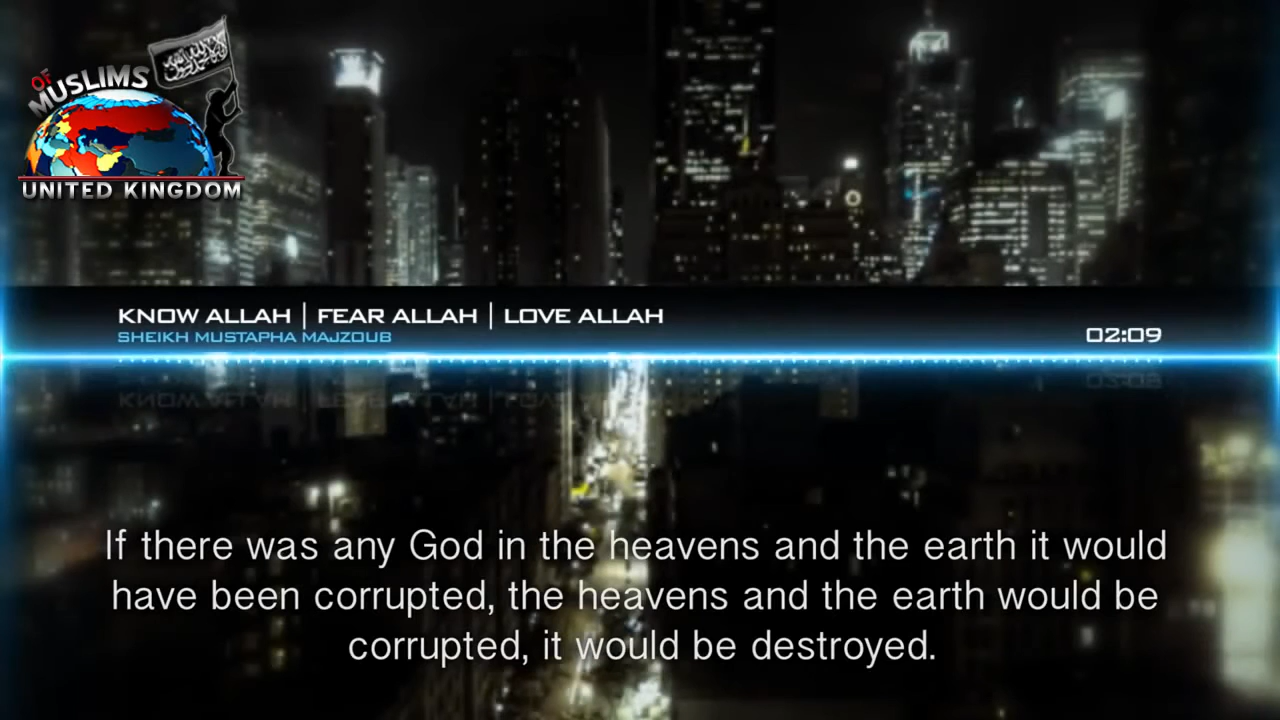 OF
MUSLIMS
UNITED KINGDOM
KNOW ALLAH | FEAR ALLAH | LOVE ALLAH
SHEIKH MUSTAPHA MAJZOUB
02:09
If there was any God in the heavens and the earth it would
have been corrupted, the heavens and the earth would be
corrupted, it would be destroyed.